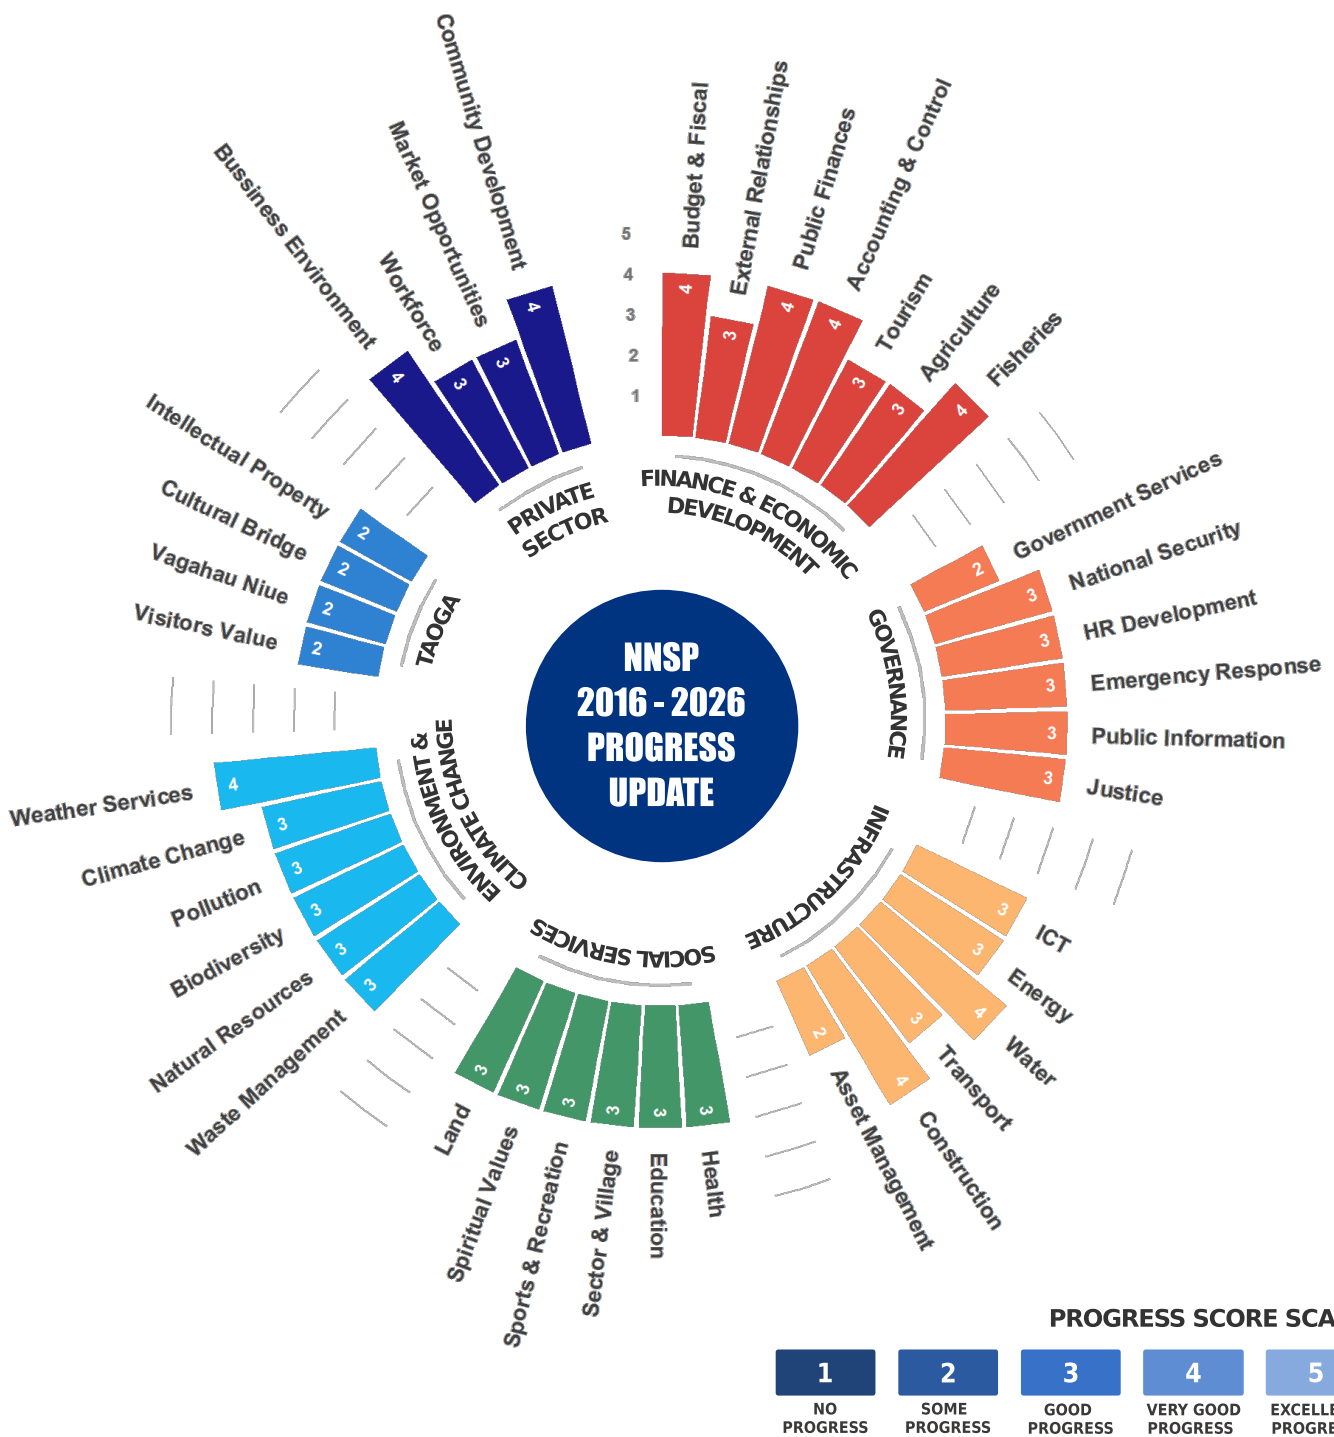 5
4
3
2
1
Budget & Fiscal
4
External Relationships
3
Public Finances
4
Accounting & Control
4
Tourism
3
Agriculture
3
Fisheries
4
FINANCE & ECONOMIC
DEVELOPMENT
Government Services
2
National Security
3
HR Development
3
Emergency Response
3
Public Information
3
Justice
3
GOVERNANCE
ICT
3
Energy
3
Water
4
Transport
3
Construction
4
Asset Management
2
INFRASTRUCTURE
Health
3
Education
3
Sector & Village
3
Sports & Recreation
3
Spiritual Values
3
Land
3
SOCIAL SERVICES
Waste Management
3
Natural Resources
3
Biodiversity
3
Pollution
3
Climate Change
3
Weather Services
4
ENVIRONMENT &
CLIMATE CHANGE
Visitors Value
2
Vagahau Niue
2
Cultural Bridge
2
Intellectual Property
2
TAOGA
Bussiness Environment
4
Workforce
3
Market Opportunities
3
Community Development
4
PRIVATE
SECTOR
NNSP
2016 - 2026
PROGRESS
UPDATE
PROGRESS SCORE SCA
1
2
3
4
5
NO
PROGRESS
SOME
PROGRESS
GOOD
PROGRESS
VERY GOOD
PROGRESS
EXCELLE
PROGRE